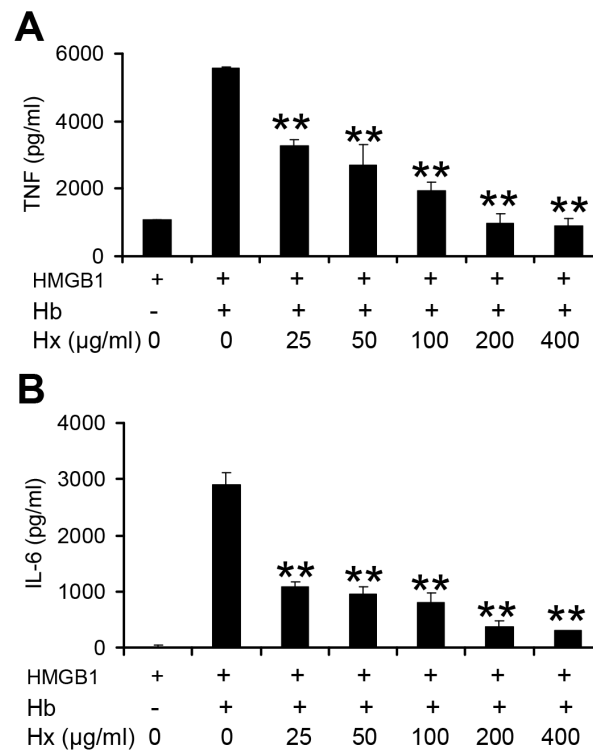 A
6000
4000
2000
0
TNF (pg/ml)
** ** ** ** **
HMGB1 + + + + + + +
Hb - + + + + + +
Hx (μg/ml) 0 0 25 50 100 200 400
B
4000
3000
2000
1000
0
IL-6 (pg/ml)
** ** ** ** **
HMGB1 + + + + + + +
Hb - + + + + + +
Hx (μg/ml) 0 0 25 50 100 200 400